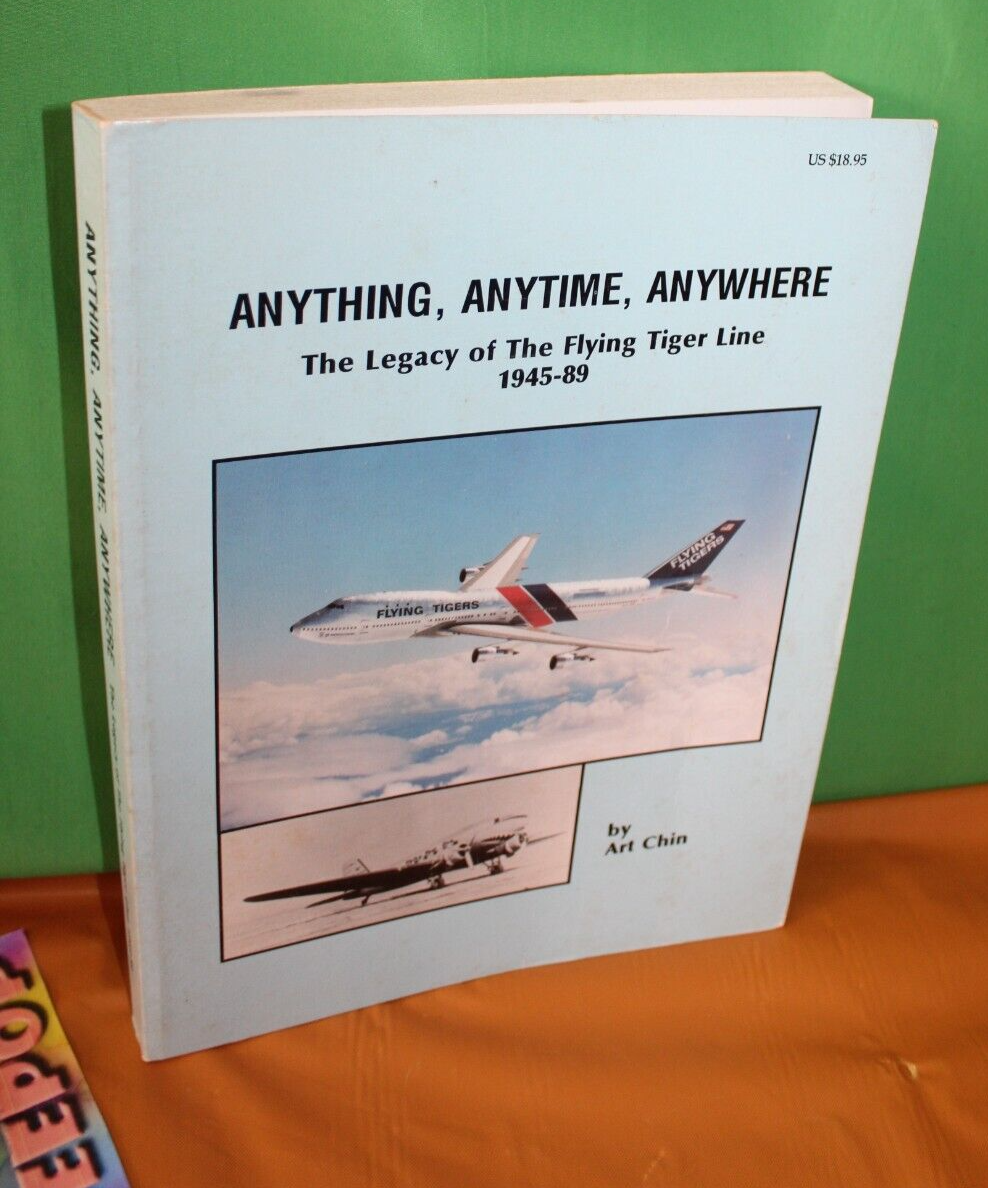 US $18.95
ANYTHING, ANYTIME, ANYWHERE
The Legacy of The Flying Tiger Line
1945-89
FLYING TIGERS
FLYING
TIGERS
by
Art Chin
ANYTHING, ANYTIME, ANYWHERE
EEPO